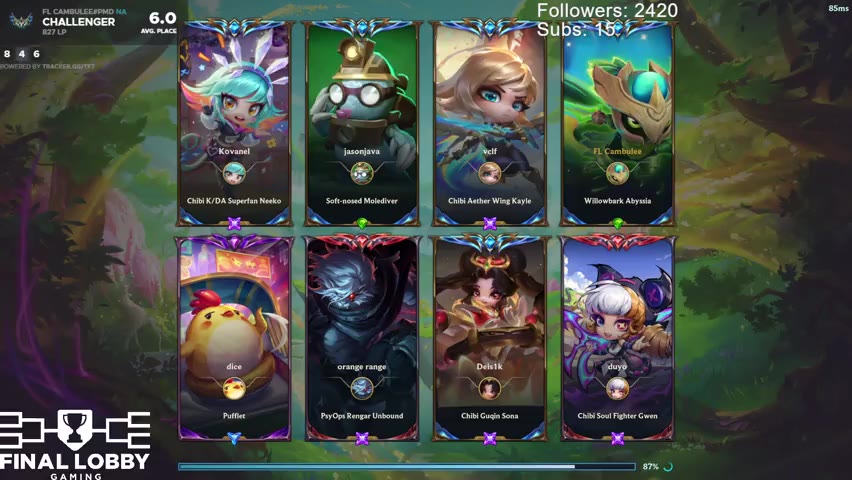 FL CAMBULEE#PMD NA
CHALLENGER
827 LP
6.0
AVG. PLACE
8 4 6
POWERED BY TRACKER.GG/TFT
Followers: 2420
Subs: 15
85ms
Kovanel
Chibi K/DA Superfan Neeko
jasonjava
Soft-nosed Molediver
vclf
Chibi Aether Wing Kayle
FL Cambulee
Willowbark Abyssia
dice
Pufflet
orange range
PsyOps Rengar Unbound
Deis1k
Chibi Guqin Sona
duyo
Chibi Soul Fighter Gwen
FINAL LOBBY
GAMING
87%